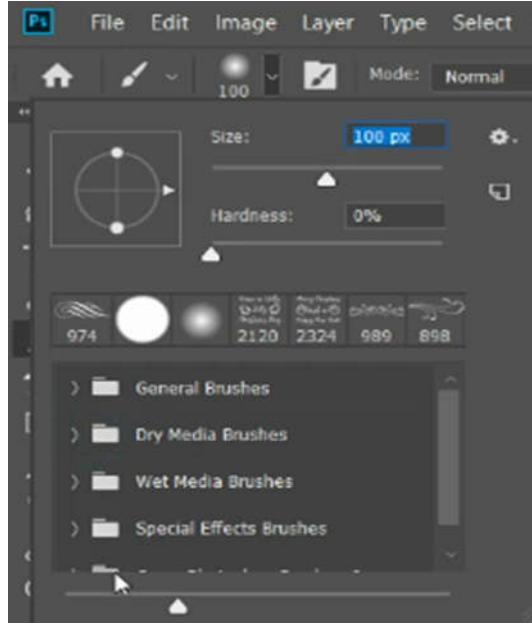 Ps File Edit Image Layer Type Select
100 Mode: Normal
Size: 100 px
Hardness: 0%
974 2120 2324 989 898
General Brushes
Dry Media Brushes
Wet Media Brushes
Special Effects Brushes